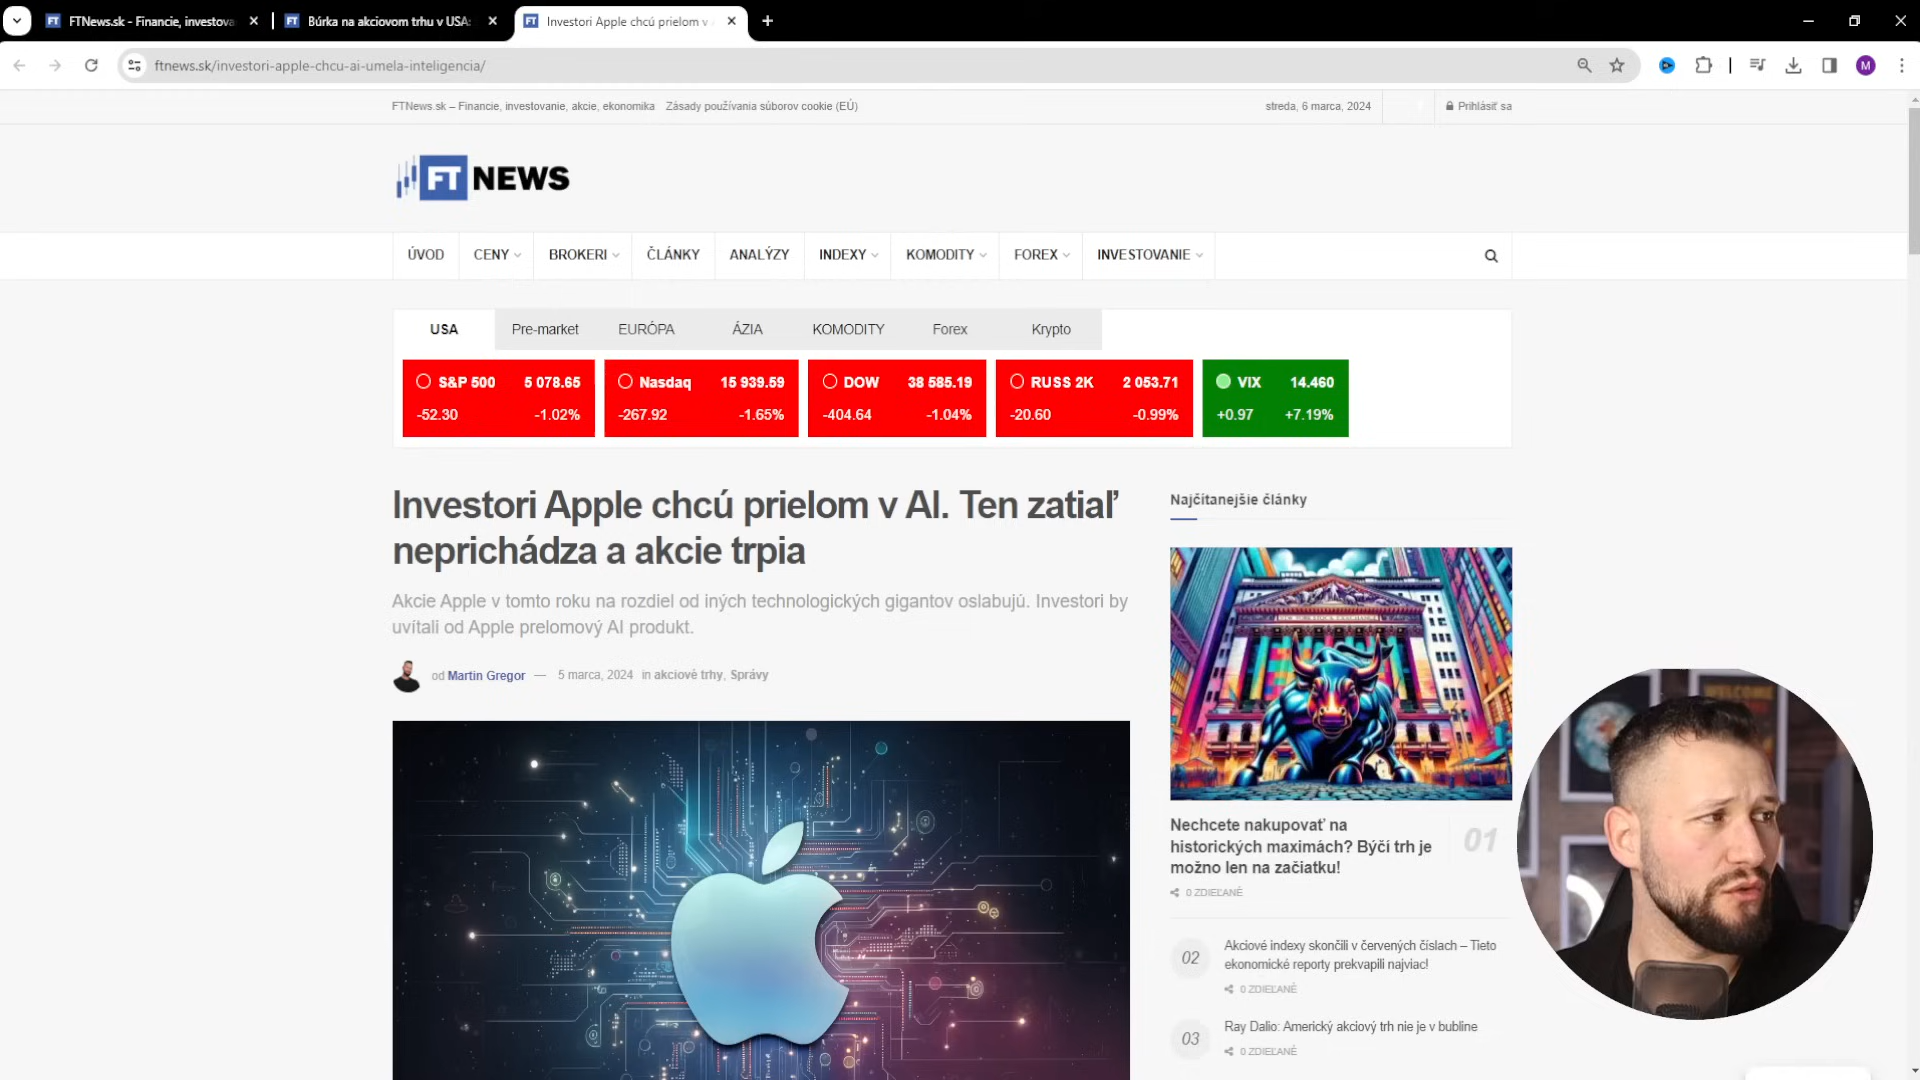 FTNews.sk - Financie, investova
Búrka na akciovom trhu v USA:
Investori Apple chcú prielom v
ftnews.sk/investori-apple-chcu-ai-umela-inteligencia/
M
FTNews.sk – Financie, investovanie, akcie, ekonomika
Zásady používania súborov cookie (EÚ)
streda, 6 marca, 2024
Prihlásiť sa
FT NEWS
ÚVOD
CENY
BROKERI
ČLÁNKY
ANALÝZY
INDEXY
KOMODITY
FOREX
INVESTOVANIE
USA
Pre-market
EURÓPA
ÁZIA
KOMODITY
Forex
Krypto
S&P 500 5 078.65
-52.30 -1.02%
Nasdaq 15 939.59
-267.92 -1.65%
DOW 38 585.19
-404.64 -1.04%
RUSS 2K 2 053.71
-20.60 -0.99%
VIX 14.460
+0.97 +7.19%
Investori Apple chcú prielom v AI. Ten zatiaľ
neprichádza a akcie trpia
Akcie Apple v tomto roku na rozdiel od iných technologických gigantov oslabujú. Investori by
uvítali od Apple prelomový AI produkt.
od Martin Gregor — 5 marca, 2024 in akciové trhy, Správy
Najčítanejšie články
Nechcete nakupovať na
historických maximách? Býčí trh je
možno len na začiatku!
01
0 ZDIEĽANÉ
02
Akciové indexy skončili v červených číslach – Tieto
ekonomické reporty prekvapili najviac!
0 ZDIEĽANÉ
03
Ray Dalio: Americký akciový trh nie je v bubline
0 ZDIEĽANÉ